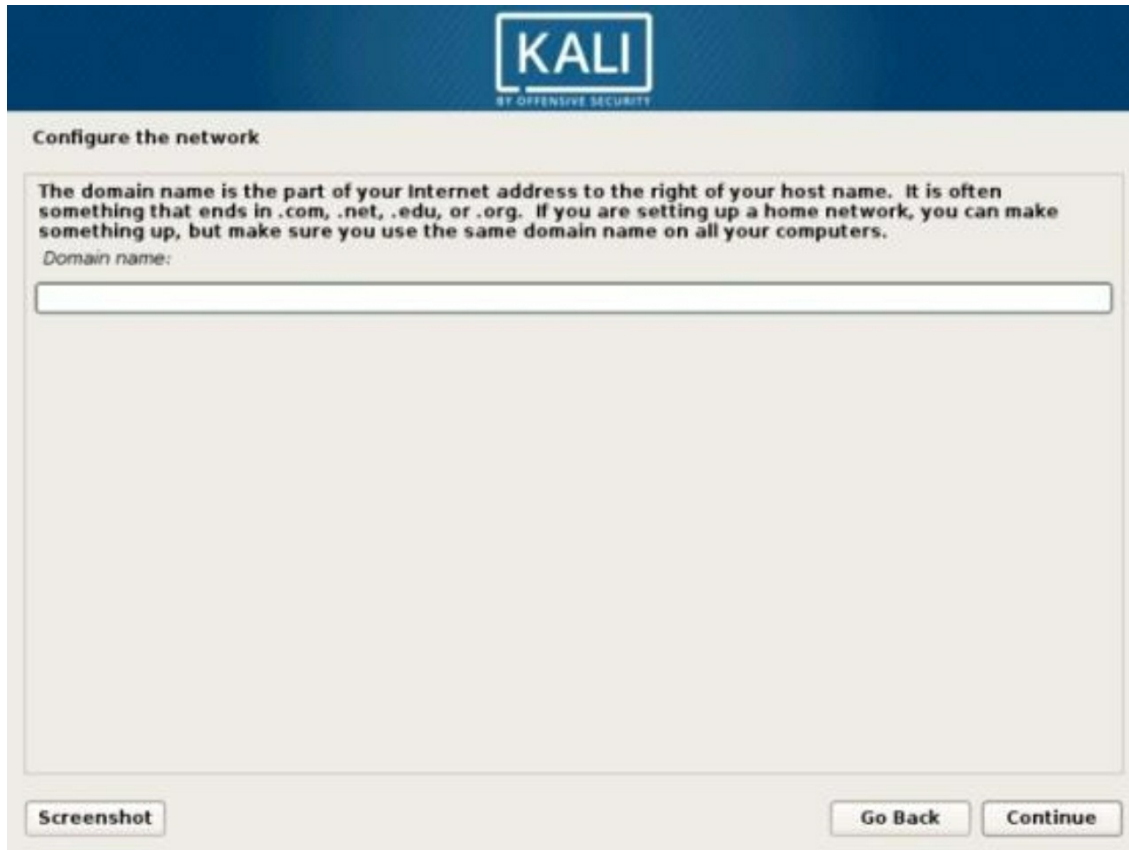 KALI
BY OFFENSIVE SECURITY
Configure the network
The domain name is the part of your Internet address to the right of your host name.  It is often
something that ends in .com, .net, .edu, or .org.  If you are setting up a home network, you can make
something up, but make sure you use the same domain name on all your computers.
Domain name:
Screenshot
Go Back
Continue